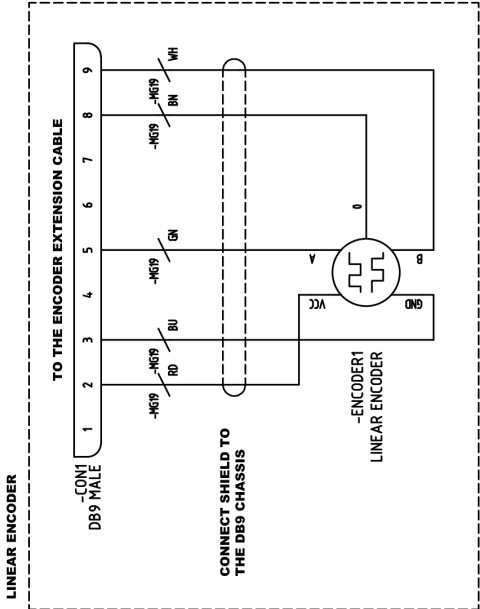 LINEAR ENCODER
TO THE ENCODER EXTENSION CABLE
-CON1
DB9 MALE
1
2
3
4
5
6
7
8
9
-MG19
RD
-MG19
BU
-MG19
GN
-MG19
BN
-MG19
WH
CONNECT SHIELD TO
THE DB9 CHASSIS
VCC
A
0
GND
B
-ENCODER1
LINEAR ENCODER